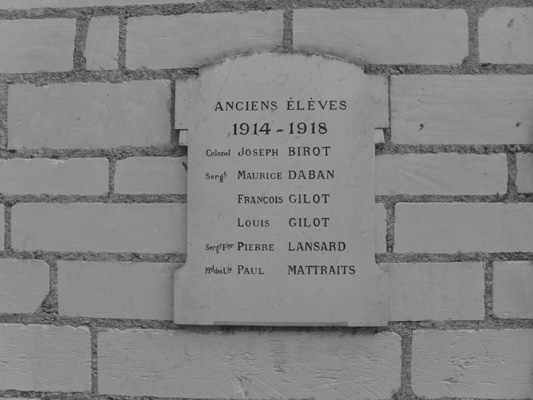 ANCIENS ÉLÈVES
1914-1918
Colonel JOSEPH BIROT
Sergt MAURICE DABAN
FRANÇOIS GILOT
LOUIS GILOT
Sergt Frier PIERRE LANSARD
Mal des Lis PAUL MATTRAITS